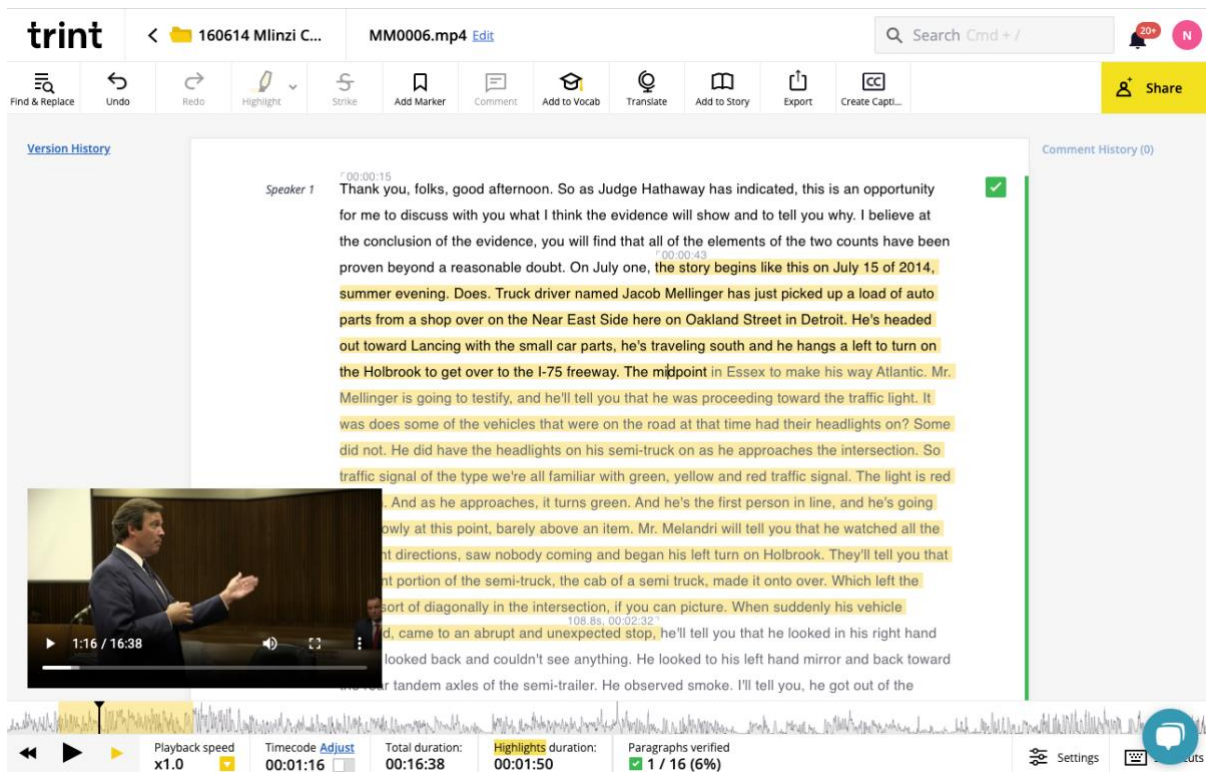 trint
160614 Mlinzi C...
MM0006.mp4 Edit
Search Cmd + /
20+
N
Find & Replace
Undo
Redo
Highlight
Strike
Add Marker
Comment
Add to Vocab
Translate
Add to Story
Export
CC
Create Capti...
Share
Version History
Comment History (0)
00:00:15
Speaker 1
Thank you, folks, good afternoon. So as Judge Hathaway has indicated, this is an opportunity
for me to discuss with you what I think the evidence will show and to tell you why. I believe at
the conclusion of the evidence, you will find that all of the elements of the two counts have been
00:00:43
proven beyond a reasonable doubt. On July one, the story begins like this on July 15 of 2014,
summer evening. Does. Truck driver named Jacob Mellinger has just picked up a load of auto
parts from a shop over on the Near East Side here on Oakland Street in Detroit. He's headed
out toward Lancing with the small car parts, he's traveling south and he hangs a left to turn on
the Holbrook to get over to the I-75 freeway. The midpoint in Essex to make his way Atlantic. Mr.
Mellinger is going to testify, and he'll tell you that he was proceeding toward the traffic light. It
was does some of the vehicles that were on the road at that time had their headlights on? Some
did not. He did have the headlights on his semi-truck on as he approaches the intersection. So
traffic signal of the type we're all familiar with green, yellow and red traffic signal. The light is red
. And as he approaches, it turns green. And he's the first person in line, and he's going
owly at this point, barely above an item. Mr. Melandri will tell you that he watched all the
nt directions, saw nobody coming and began his left turn on Holbrook. They'll tell you that
nt portion of the semi-truck, the cab of a semi truck, made it onto over. Which left the
sort of diagonally in the intersection, if you can picture. When suddenly his vehicle
108.8s, 00:02:32
d, came to an abrupt and unexpected stop, he'll tell you that he looked in his right hand
looked back and couldn't see anything. He looked to his left hand mirror and back toward
tandem axles of the semi-trailer. He observed smoke. I'll tell you, he got out of the
1:16 / 16:38
Playback speed
x1.0
Timecode Adjust
00:01:16
Total duration:
00:16:38
Highlights duration:
00:01:50
Paragraphs verified
1 / 16 (6%)
Settings